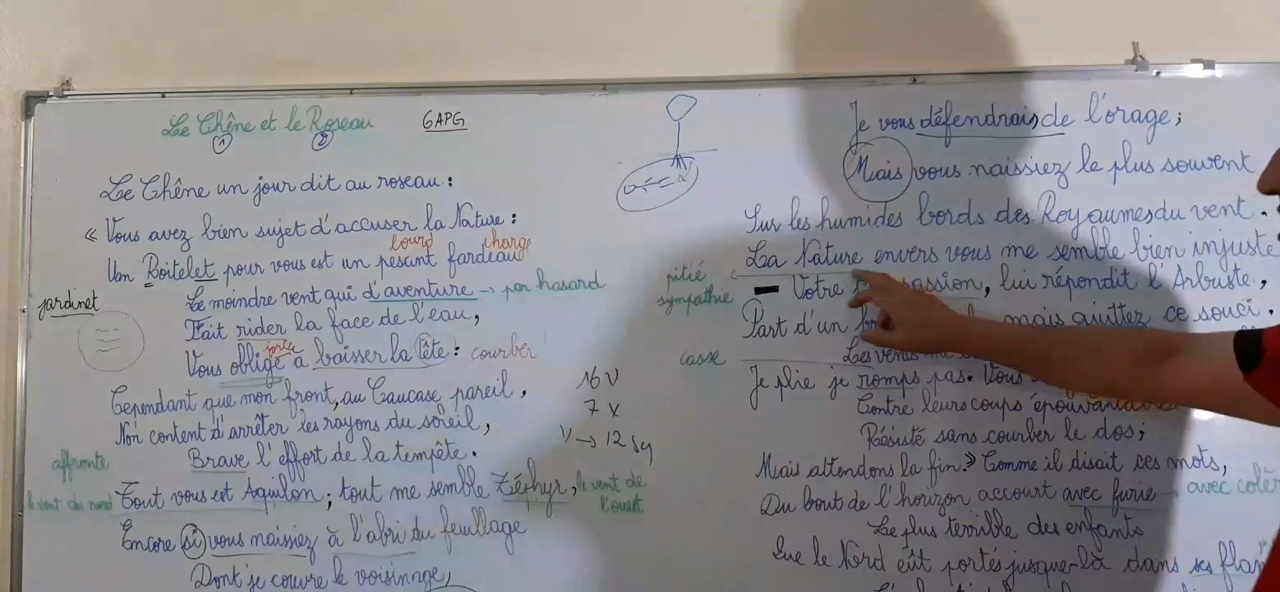 Le Chêne et le Roseau 6APG
1 2
Le Chêne un jour dit au roseau :
« Vous avez bien sujet d'accuser la Nature :
lourd charge
Un Roitelet pour vous est un pesant fardeau
jardinet
Le moindre vent qui d'aventure → par hasard
Fait rider la face de l'eau,
Vous oblige à baisser la tête : courber
Cependant que mon front, au Caucase pareil,
Non content d'arrêter les rayons du soleil,
Brave l'effort de la tempête.
affronte
le vent du nord Tout vous est Aquilon ; tout me semble Zéphyr, le vent de l'ouest
Encore si vous naissiez à l'abri du feuillage
Dont je couvre le voisinage,
16V
7 V
V → 12 sy
Je vous défendrais de l'orage ;
Mais vous naissiez le plus souvent
Sur les humides bords des Royaumes du vent.
La Nature envers vous me semble bien injuste
pitié
sympathie
- Votre passion, lui répondit l'Arbuste,
Part d'un mais quittez ce souci.
casse
Les vents
Je plie je romps pas. Vous
Contre leurs coups épouvantables
Résisté sans courber le dos ;
Mais attendons la fin. » Comme il disait ces mots,
Du bout de l'horizon accourt avec furie → avec colèr
Le plus terrible des enfants
Que le Nord eût portés jusque-là dans ses flan